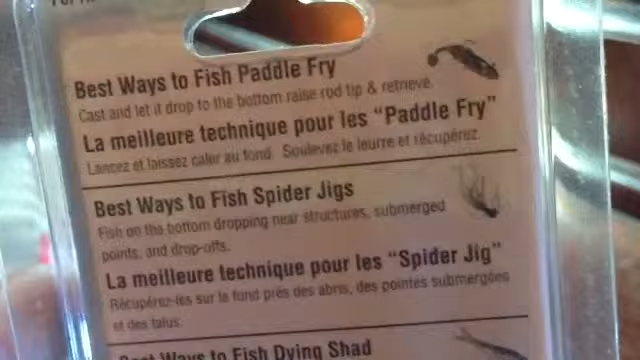 Best Ways to Fish Paddle Fry
Cast and let it drop to the bottom raise rod tip & retrieve.
La meilleure technique pour les “Paddle Fry”
Lancez et laissez caler au fond. Soulevez le leurre et récupérez.
Best Ways to Fish Spider Jigs
Fish on the bottom dropping near structures, submerged
points, and drop-offs.
La meilleure technique pour les “Spider Jig”
Récupérez-les sur le fond prés des abris, des pointes submergées
et des talus.
Best Ways to Fish Dying Shad